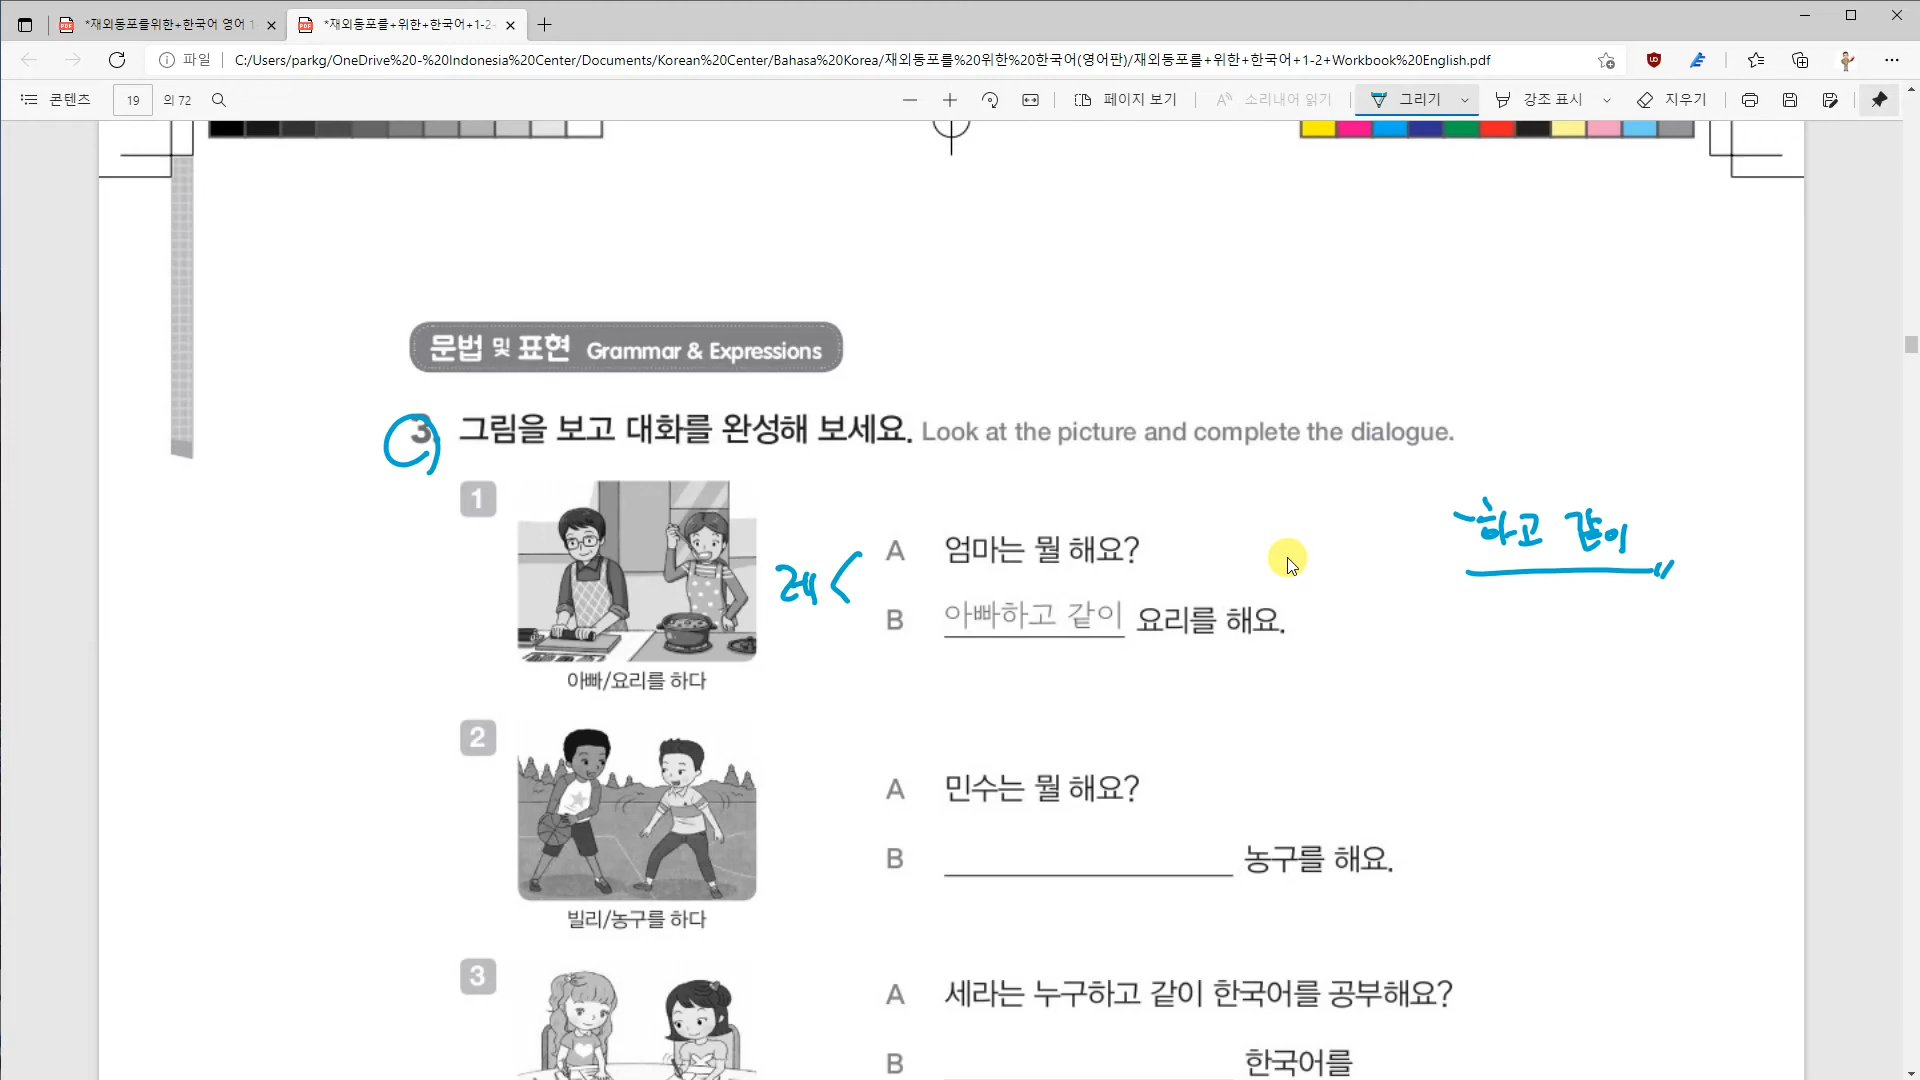 *재외동포를위한+한국어 영어 1
*재외동포를+위한+한국어+1-2-
파일
C:/Users/parkg/OneDrive%20-%20Indonesia%20Center/Documents/Korean%20Center/Bahasa%20Korea/재외동포를%20위한%20한국어(영어판)/재외동포를+위한+한국어+1-2+Workbook%20English.pdf
콘텐츠 19 의 72 페이지 보기 소리내어 읽기 그리기 강조 표시 지우기
문법 및 표현 Grammar & Expressions
3. 그림을 보고 대화를 완성해 보세요. Look at the picture and complete the dialogue.
-하고 같이
1
A 엄마는 뭘 해요?
B 아빠하고 같이 요리를 해요.
아빠/요리를 하다
2
A 민수는 뭘 해요?
B 농구를 해요.
빌리/농구를 하다
3
A 세라는 누구하고 같이 한국어를 공부해요?
B 한국어를